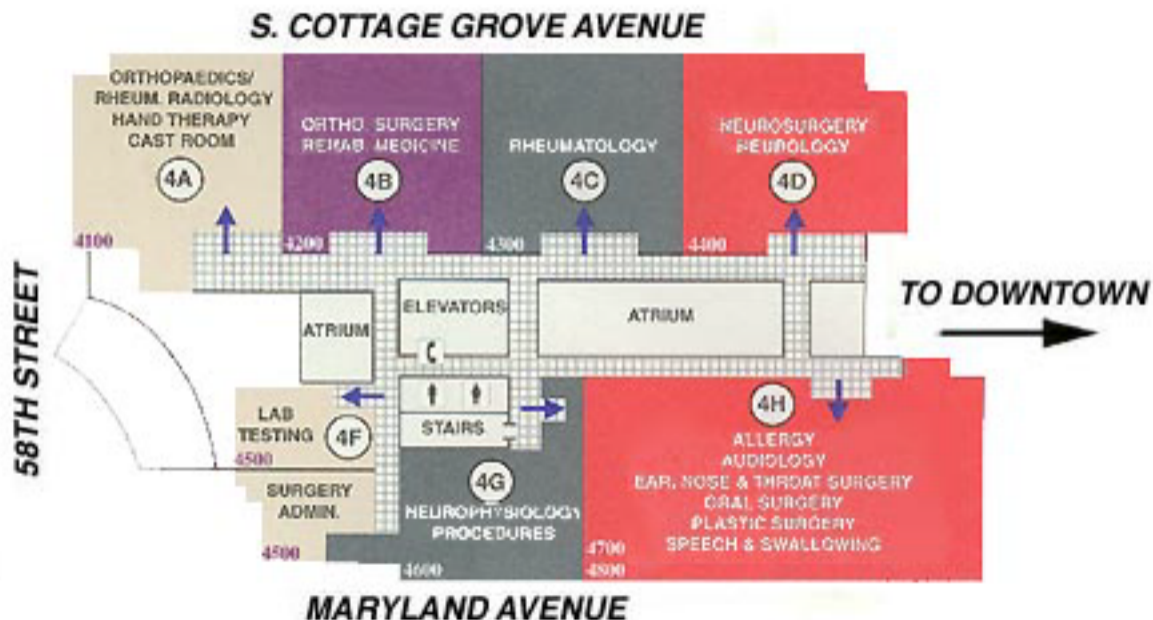 S. COTTAGE GROVE AVENUE
ORTHOPAEDICS/
RHEUM. RADIOLOGY
HAND THERAPY
CAST ROOM
4A
4100
ORTHO. SURGERY
REHAB. MEDICINE
4B
4200
RHEUMATOLOGY
4C
4300
NEUROSURGERY
NEUROLOGY
4D
4400
58TH STREET
ATRIUM
ELEVATORS
ATRIUM
TO DOWNTOWN
LAB
TESTING
4F
4500
STAIRS
SURGERY
ADMIN.
4500
4G
NEUROPHYSIOLOGY
PROCEDURES
4600
4H
ALLERGY
AUDIOLOGY
EAR, NOSE & THROAT SURGERY
ORAL SURGERY
PLASTIC SURGERY
SPEECH & SWALLOWING
4700
4800
MARYLAND AVENUE